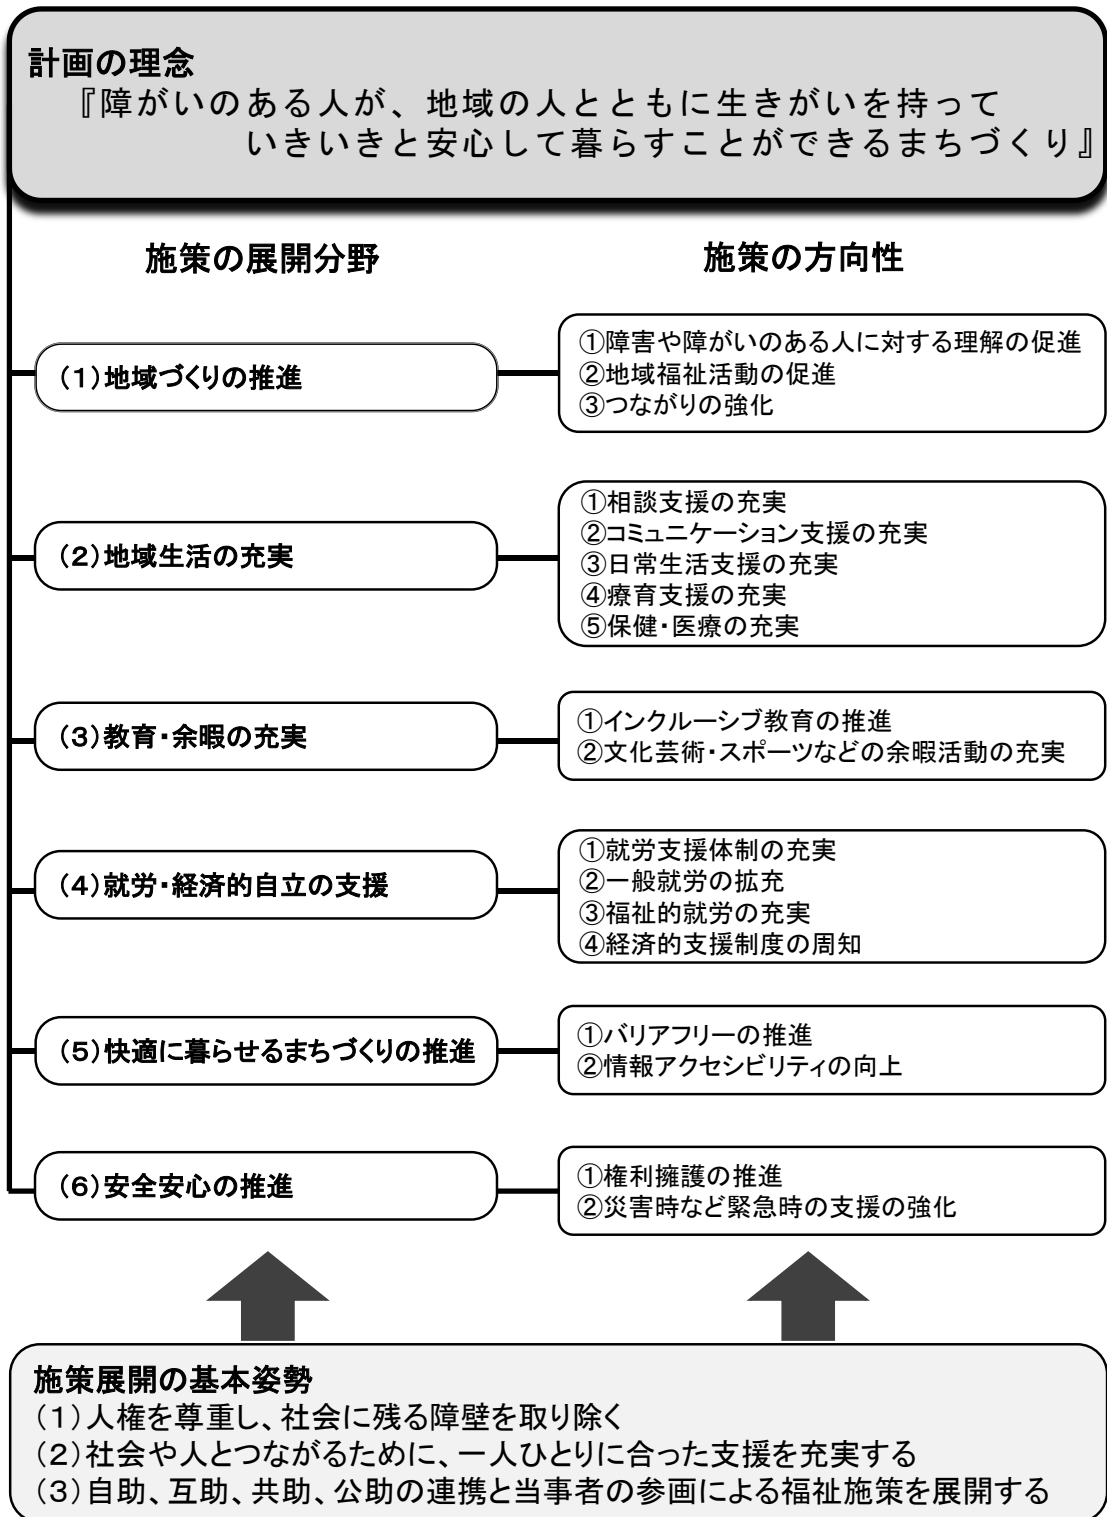 計画の理念
『障がいのある人が、地域の人とともに生きがいを持って
いきいきと安心して暮らすことができるまちづくり』
施策の展開分野
施策の方向性
(1)地域づくりの推進
①障害や障がいのある人に対する理解の促進
②地域福祉活動の促進
③つながりの強化
(2)地域生活の充実
①相談支援の充実
②コミュニケーション支援の充実
③日常生活支援の充実
④療育支援の充実
⑤保健・医療の充実
(3)教育・余暇の充実
①インクルーシブ教育の推進
②文化芸術・スポーツなどの余暇活動の充実
(4)就労・経済的自立の支援
①就労支援体制の充実
②一般就労の拡充
③福祉的就労の充実
④経済的支援制度の周知
(5)快適に暮らせるまちづくりの推進
①バリアフリーの推進
②情報アクセシビリティの向上
(6)安全安心の推進
①権利擁護の推進
②災害時など緊急時の支援の強化
施策展開の基本姿勢
(1)人権を尊重し、社会に残る障壁を取り除く
(2)社会や人とつながるために、一人ひとりに合った支援を充実する
(3)自助、互助、共助、公助の連携と当事者の参画による福祉施策を展開する